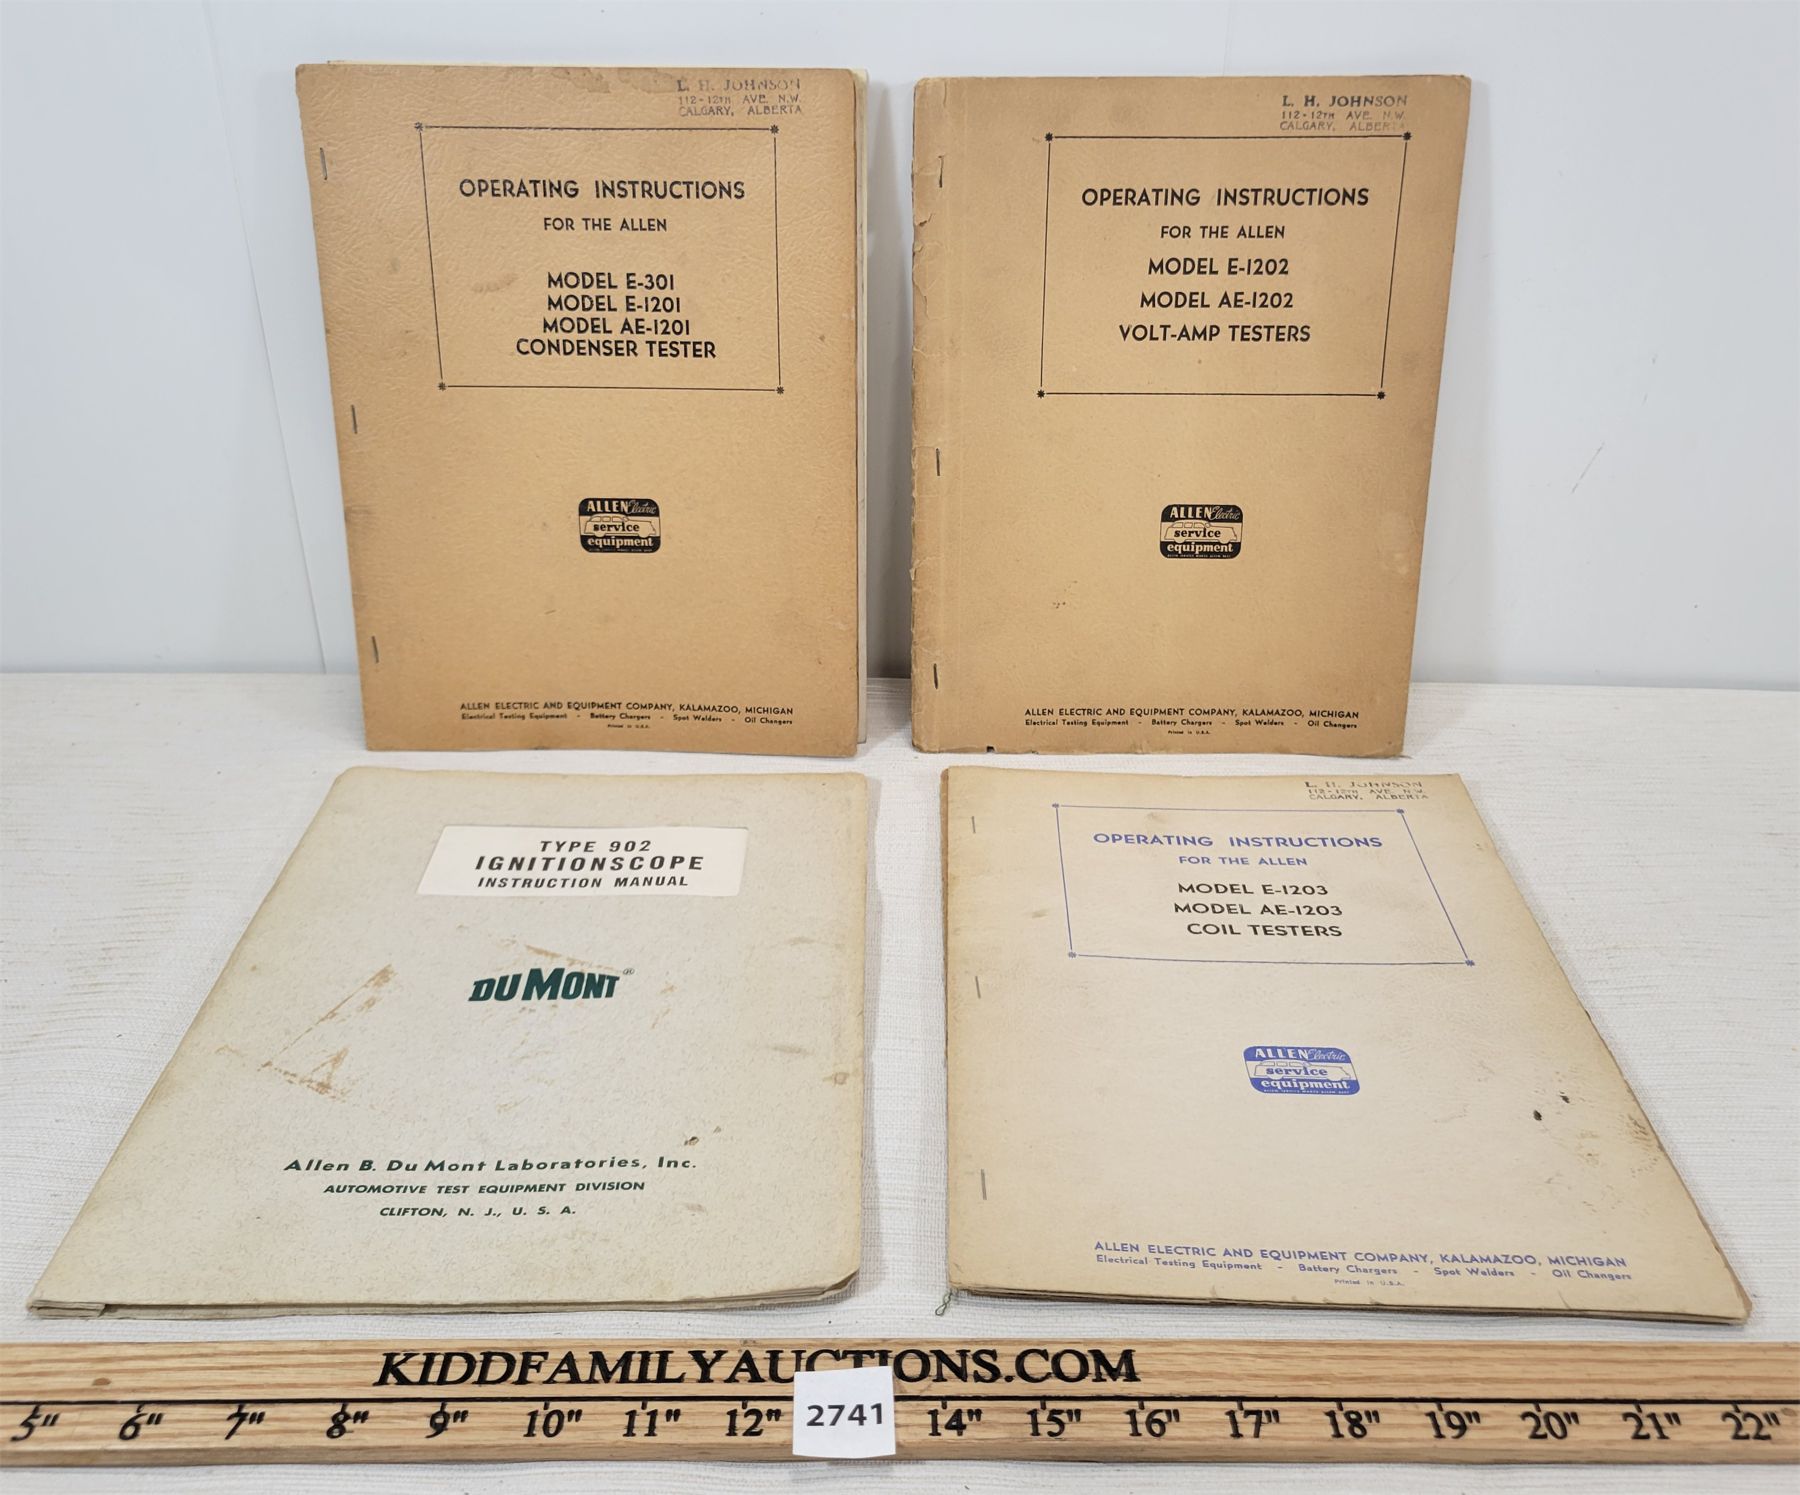 L. H. JOHNSON
112-12TH AVE. N.W.
CALGARY, ALBERTA
OPERATING INSTRUCTIONS
FOR THE ALLEN
MODEL E-301
MODEL E-1201
MODEL AE-1201
CONDENSER TESTER
ALLEN Electric
service
equipment
ALLEN ELECTRIC AND EQUIPMENT COMPANY, KALAMAZOO, MICHIGAN
Electrical Testing Equipment - Battery Chargers - Spot Welders - Oil Changers
Printed in U.S.A.
L. H. JOHNSON
112-12TH AVE. N.W.
CALGARY, ALBERTA
OPERATING INSTRUCTIONS
FOR THE ALLEN
MODEL E-1202
MODEL AE-1202
VOLT-AMP TESTERS
ALLEN Electric
service
equipment
ALLEN ELECTRIC AND EQUIPMENT COMPANY, KALAMAZOO, MICHIGAN
Electrical Testing Equipment - Battery Chargers - Spot Welders - Oil Changers
Printed in U.S.A.
TYPE 902
IGNITIONSCOPE
INSTRUCTION MANUAL
DUMONT®
Allen B. Du Mont Laboratories, Inc.
AUTOMOTIVE TEST EQUIPMENT DIVISION
CLIFTON, N. J., U. S. A.
L. H. JOHNSON
112-12TH AVE. N.W.
CALGARY, ALBERTA
OPERATING INSTRUCTIONS
FOR THE ALLEN
MODEL E-1203
MODEL AE-1203
COIL TESTERS
ALLEN Electric
service
equipment
ALLEN ELECTRIC AND EQUIPMENT COMPANY, KALAMAZOO, MICHIGAN
Electrical Testing Equipment - Battery Chargers - Spot Welders - Oil Changers
Printed in U.S.A.
KIDDFAMILYAUCTIONS.COM
5" 6" 7" 8" 9" 10" 11" 12" 2741 14" 15" 16" 17" 18" 19" 20" 21" 22"